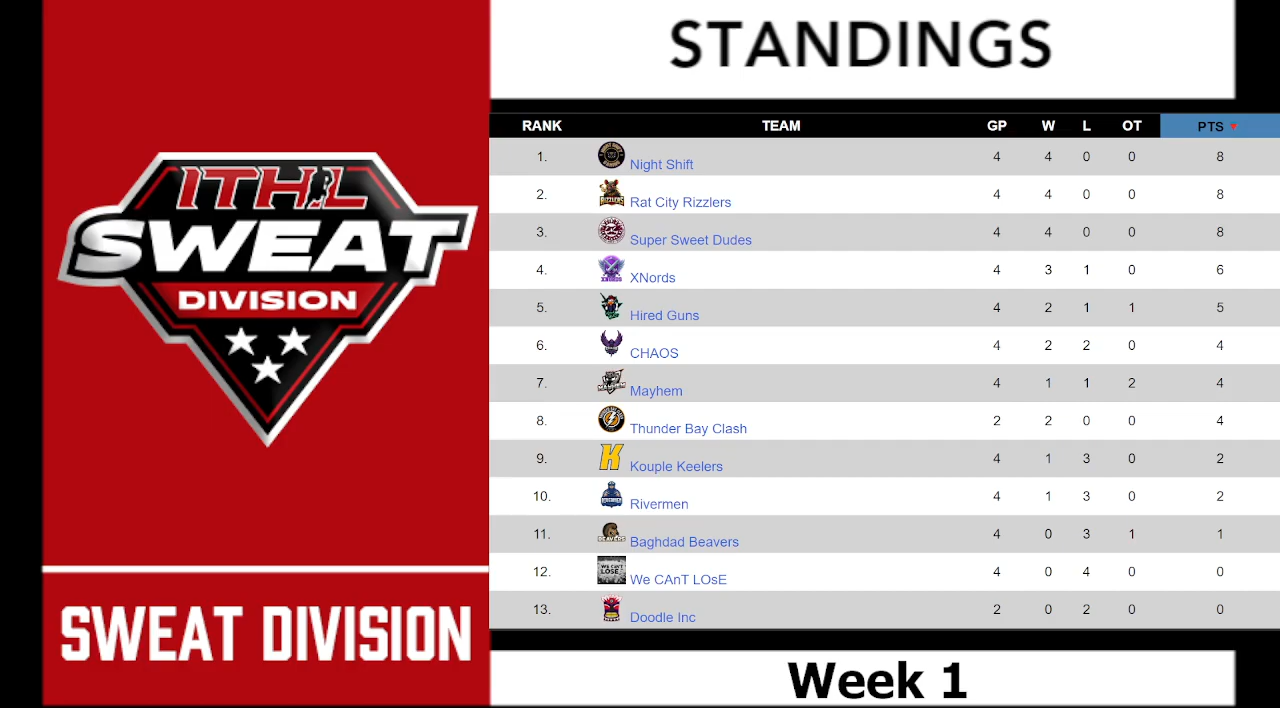 STANDINGS
ITHL
SWEAT
DIVISION
SWEAT DIVISION
RANK TEAM GP W L OT PTS
1. Night Shift 4 4 0 0 8
2. Rat City Rizzlers 4 4 0 0 8
3. Super Sweet Dudes 4 4 0 0 8
4. XNords 4 3 1 0 6
5. Hired Guns 4 2 1 1 5
6. CHAOS 4 2 2 0 4
7. Mayhem 4 1 1 2 4
8. Thunder Bay Clash 2 2 0 0 4
9. K Kouple Keelers 4 1 3 0 2
10. Rivermen 4 1 3 0 2
11. Baghdad Beavers 4 0 3 1 1
12. We CAnT LOsE 4 0 4 0 0
13. Doodle Inc 2 0 2 0 0
Week 1